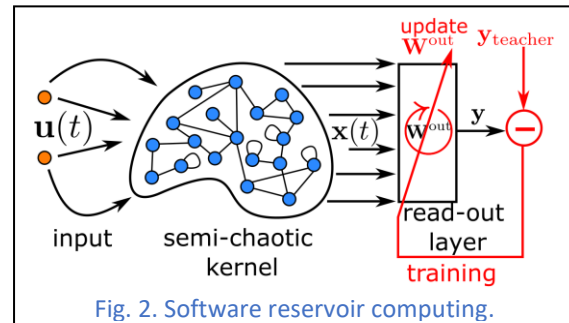 update
W^out
y_teacher
u(t)
x(t)
W^out
y
−
input
semi-chaotic
kernel
read-out
layer
training
Fig. 2. Software reservoir computing.